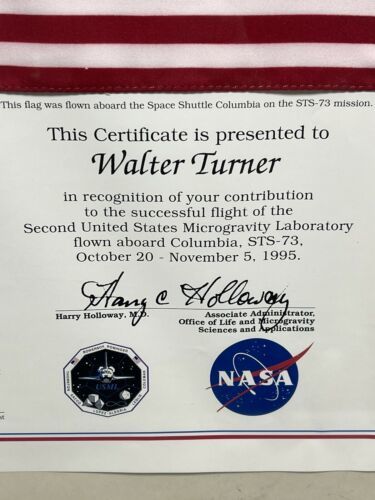 This flag was flown aboard the Space Shuttle Columbia on the STS-73 mission.
This Certificate is presented to
Walter Turner
in recognition of your contribution
to the successful flight of the
Second United States Microgravity Laboratory
flown aboard Columbia, STS-73,
October 20 - November 5, 1995.
Harry C Holloway
Harry Holloway, M.D.
Associate Administrator,
Office of Life and Microgravity
Sciences and Applications
USML
NASA